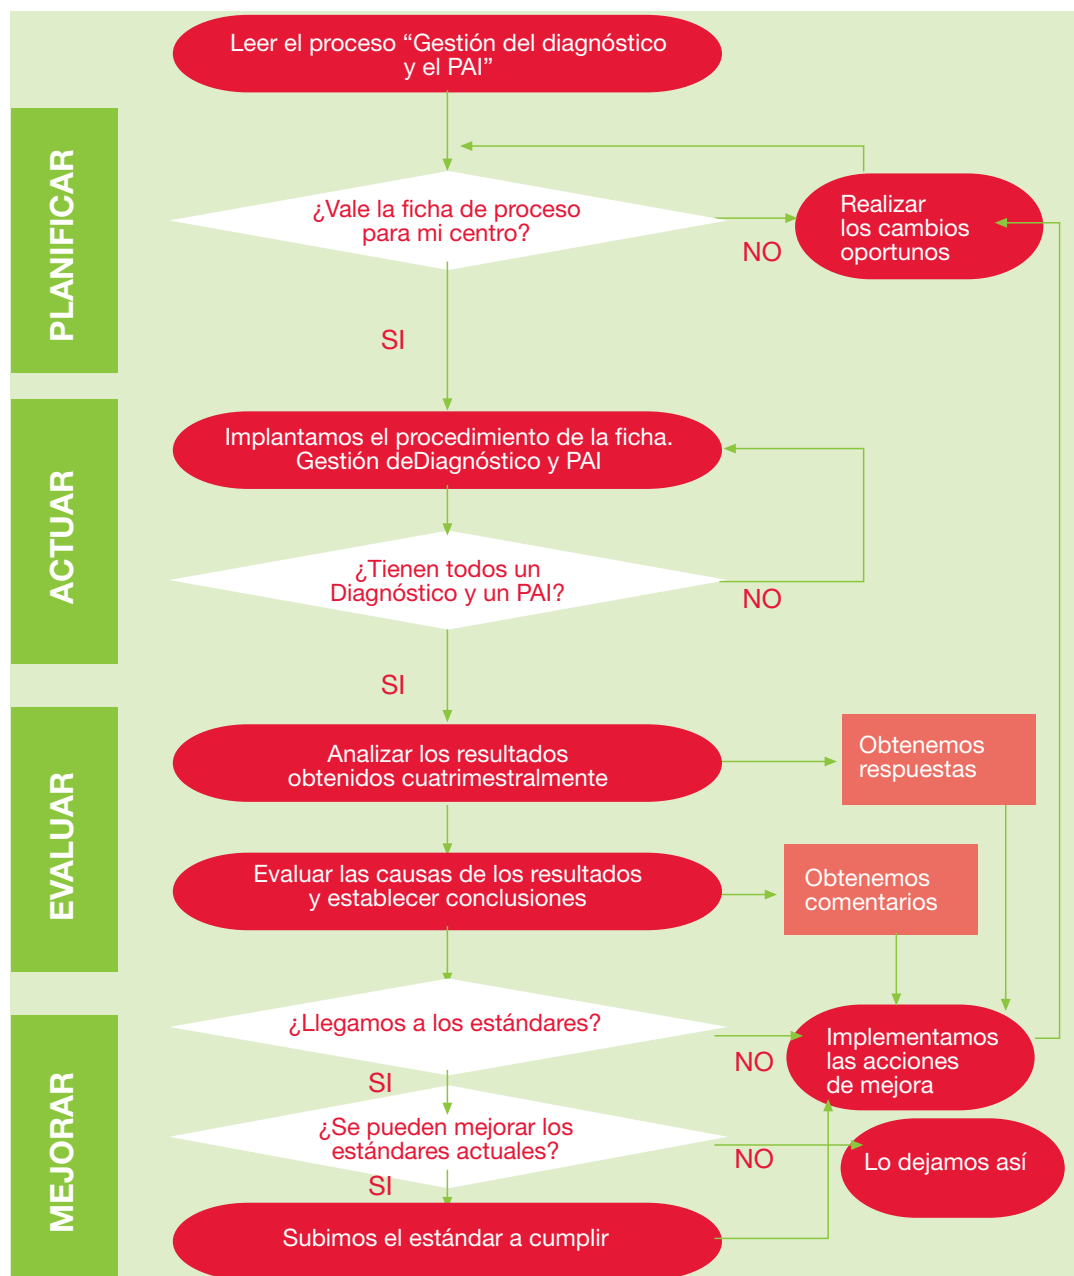 Leer el proceso “Gestión del diagnóstico
y el PAI”
PLANIFICAR
¿Vale la ficha de proceso
para mi centro?
NO
Realizar
los cambios
oportunos
SI
ACTUAR
Implantamos el procedimiento de la ficha.
Gestión deDiagnóstico y PAI
¿Tienen todos un
Diagnóstico y un PAI?
NO
SI
EVALUAR
Analizar los resultados
obtenidos cuatrimestralmente
Obtenemos
respuestas
Evaluar las causas de los resultados
y establecer conclusiones
Obtenemos
comentarios
MEJORAR
¿Llegamos a los estándares?
NO
Implementamos
las acciones
de mejora
SI
¿Se pueden mejorar los
estándares actuales?
NO
Lo dejamos así
SI
Subimos el estándar a cumplir